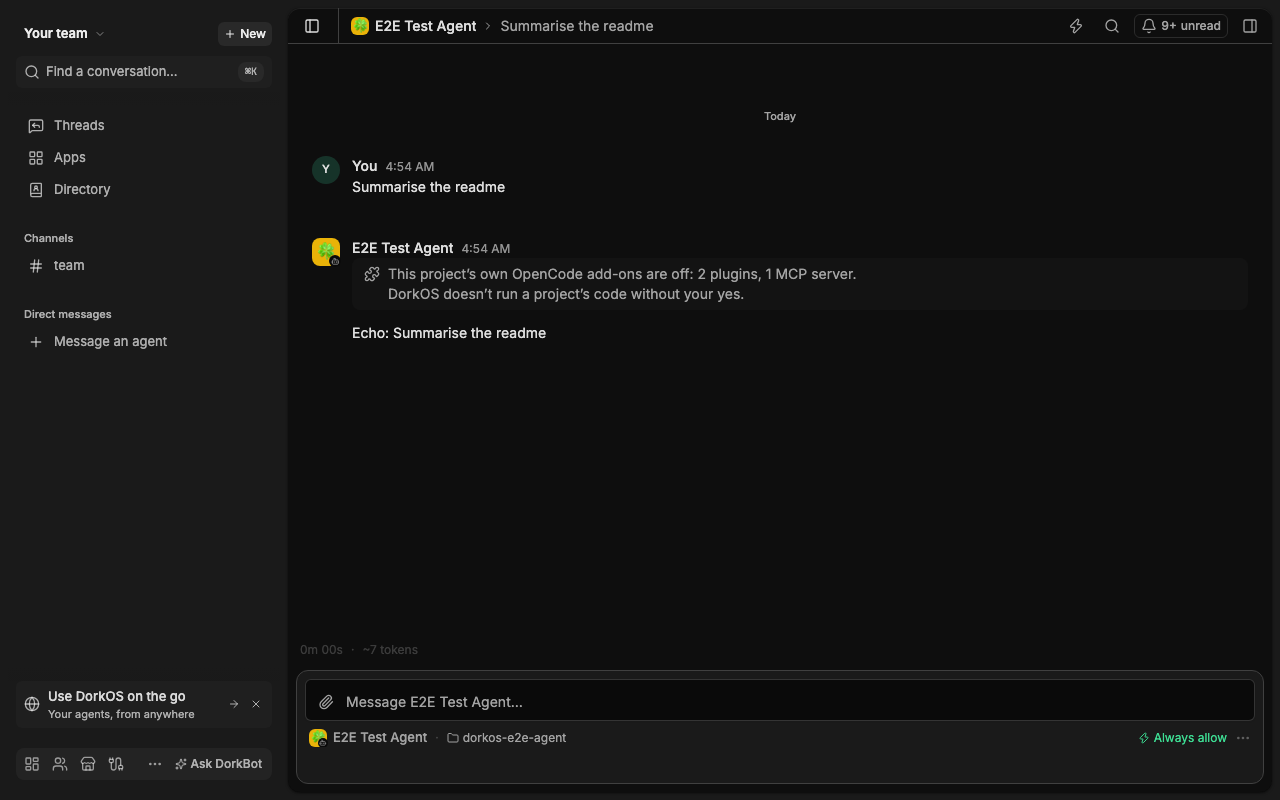 Your team
+ New
E2E Test Agent › Summarise the readme
9+ unread
Find a conversation...
⌘K
Threads
Apps
Directory
Channels
# team
Direct messages
+ Message an agent
Today
Y
You 4:54 AM
Summarise the readme
E2E Test Agent 4:54 AM
This project’s own OpenCode add-ons are off: 2 plugins, 1 MCP server.
DorkOS doesn’t run a project’s code without your yes.
Echo: Summarise the readme
0m 00s · ~7 tokens
Use DorkOS on the go
Your agents, from anywhere
Message E2E Test Agent...
E2E Test Agent · dorkos-e2e-agent
Always allow ···
··· Ask DorkBot